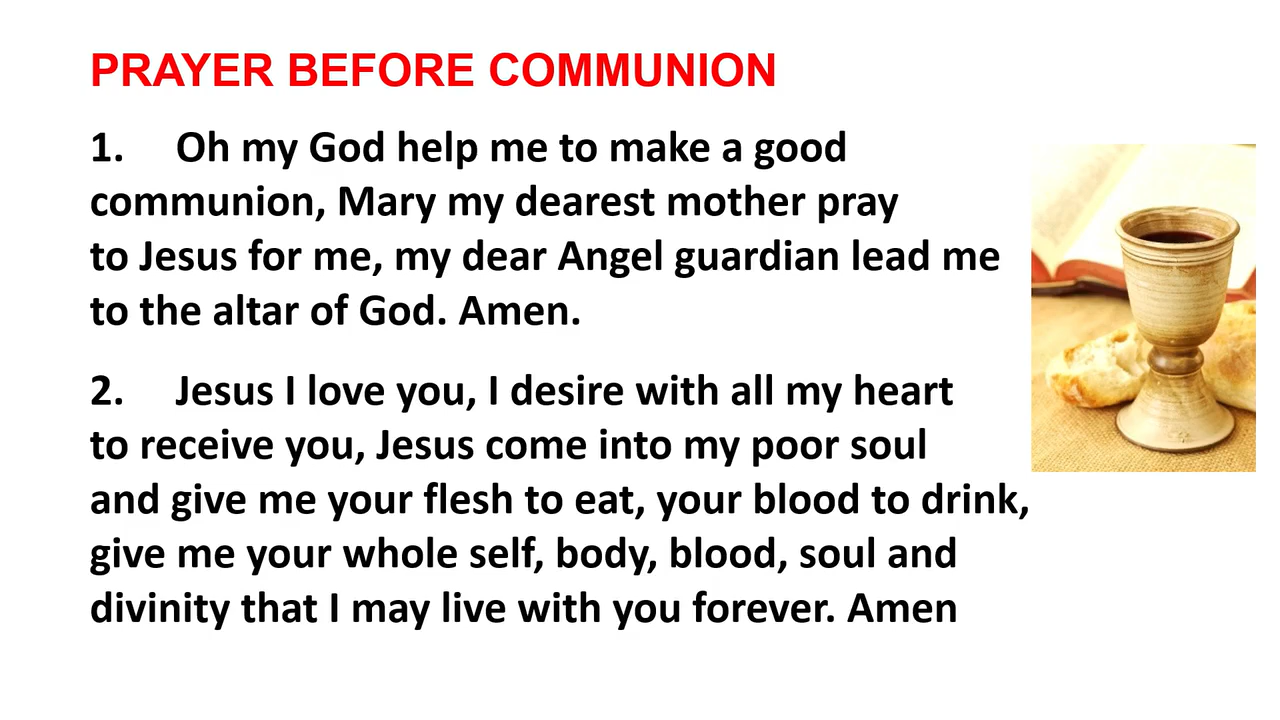 PRAYER BEFORE COMMUNION
1. Oh my God help me to make a good
communion, Mary my dearest mother pray
to Jesus for me, my dear Angel guardian lead me
to the altar of God. Amen.
2. Jesus I love you, I desire with all my heart
to receive you, Jesus come into my poor soul
and give me your flesh to eat, your blood to drink,
give me your whole self, body, blood, soul and
divinity that I may live with you forever. Amen